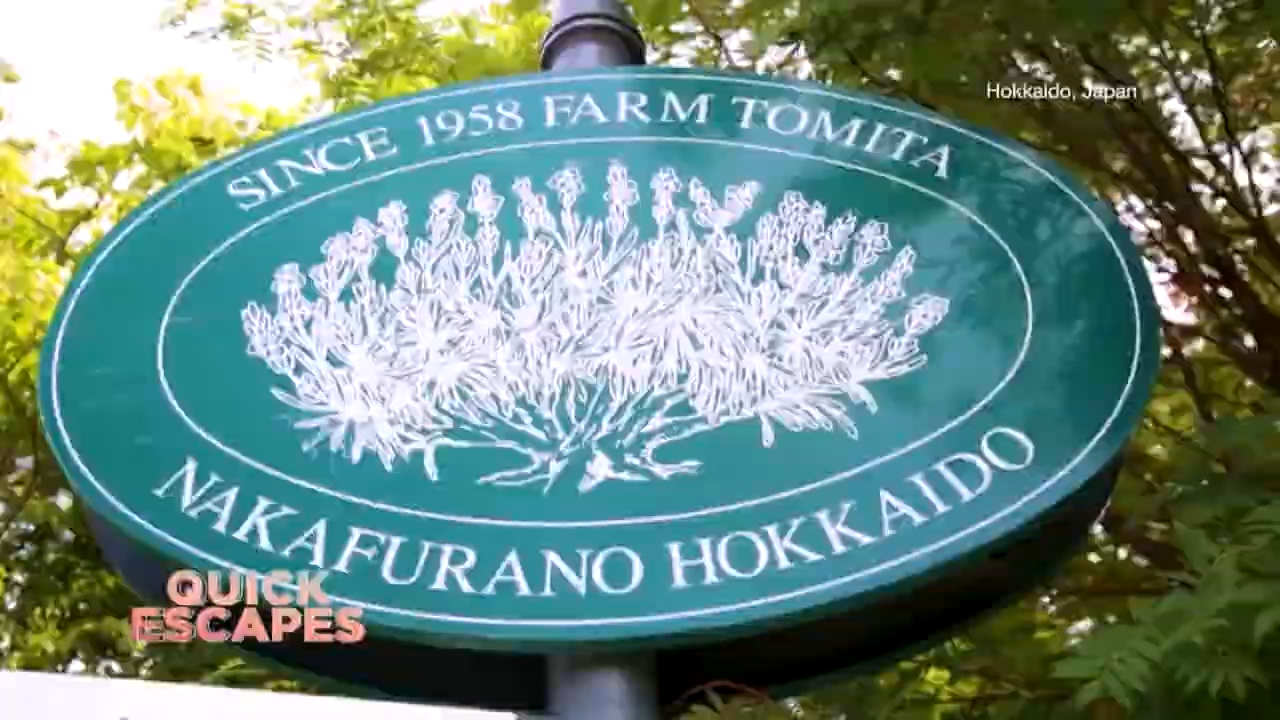 Hokkaido, Japan
SINCE 1958 FARM TOMITA
NAKAFURANO HOKKAIDO
QUICK
ESCAPES